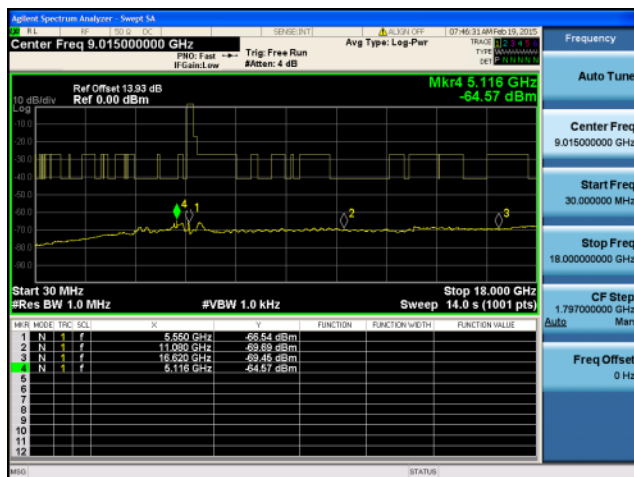 Agilent Spectrum Analyzer - Swept SA
RL RF 50 Ω DC SENSE:INT ALIGN OFF 07:46:31 AM Feb 19, 2015
Center Freq 9.015000000 GHz
PNO: Fast
IFGain:Low
Trig: Free Run
#Atten: 4 dB
Avg Type: Log-Pwr
TRACE 1 2 3 4 5 6
TYPE
DET P N N N N N
Ref Offset 13.93 dB
Ref 0.00 dBm
10 dB/div
Log
Mkr4 5.116 GHz
-64.57 dBm
-10.0
-20.0
-30.0
-40.0
-50.0
-60.0
-70.0
-80.0
-90.0
4
1
2
3
Start 30 MHz
Stop 18.000 GHz
#Res BW 1.0 MHz #VBW 1.0 kHz Sweep 14.0 s (1001 pts)
MKR MODE TRC SCL X Y FUNCTION FUNCTION WIDTH FUNCTION VALUE
1 N 1 f 5.550 GHz -66.54 dBm
2 N 1 f 11.080 GHz -69.69 dBm
3 N 1 f 16.620 GHz -69.45 dBm
4 N 1 f 5.116 GHz -64.57 dBm
5
6
7
8
9
10
11
12
MSG STATUS
Frequency
Auto Tune
Center Freq
9.015000000 GHz
Start Freq
30.000000 MHz
Stop Freq
18.000000000 GHz
CF Step
1.797000000 GHz
Auto Man
Freq Offset
0 Hz